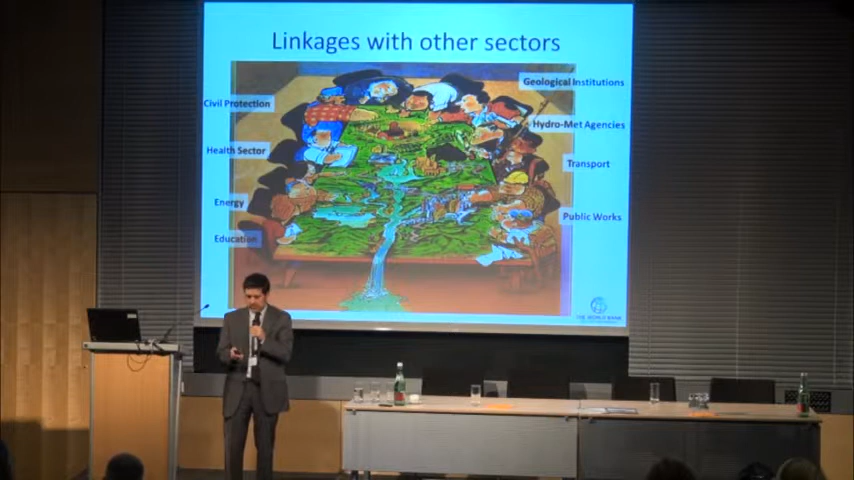 Linkages with other sectors
Geological Institutions
Civil Protection
Hydro-Met Agencies
Health Sector
Transport
Energy
Public Works
Education
THE WORLD BANK